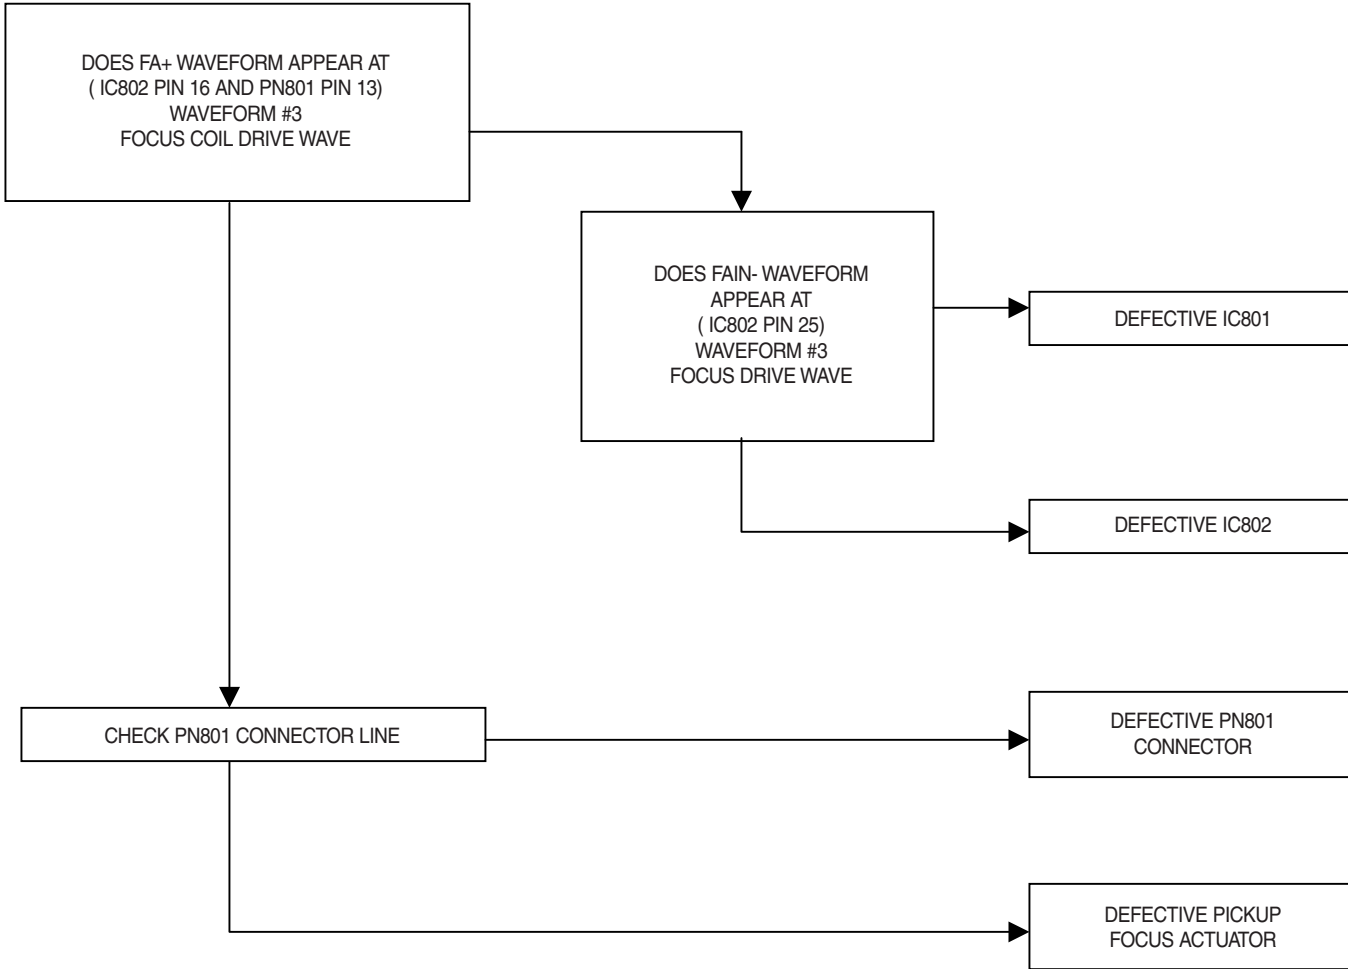 DOES FA+ WAVEFORM APPEAR AT
( IC802 PIN 16 AND PN801 PIN 13)
WAVEFORM #3
FOCUS COIL DRIVE WAVE
DOES FAIN- WAVEFORM
APPEAR AT
( IC802 PIN 25)
WAVEFORM #3
FOCUS DRIVE WAVE
DEFECTIVE IC801
DEFECTIVE IC802
CHECK PN801 CONNECTOR LINE
DEFECTIVE PN801
CONNECTOR
DEFECTIVE PICKUP
FOCUS ACTUATOR